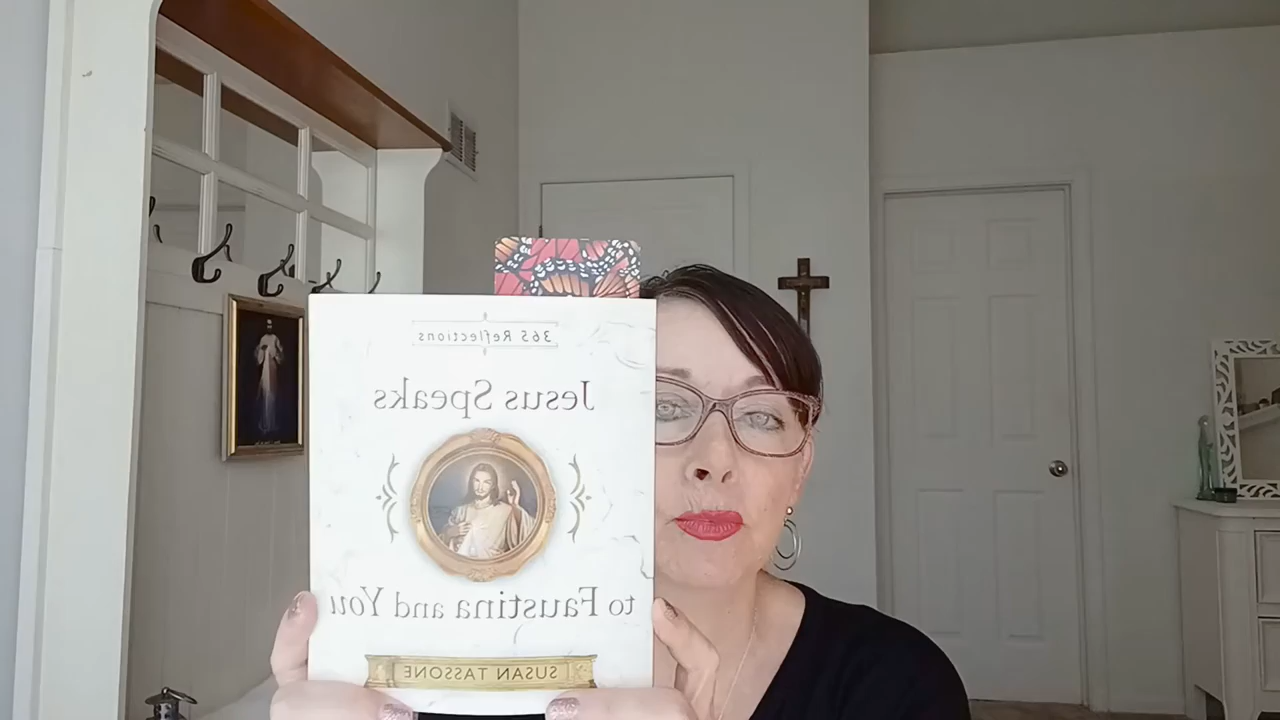 365 Reflections
Jesus Speaks
to Faustina and You
SUSAN TASSONE